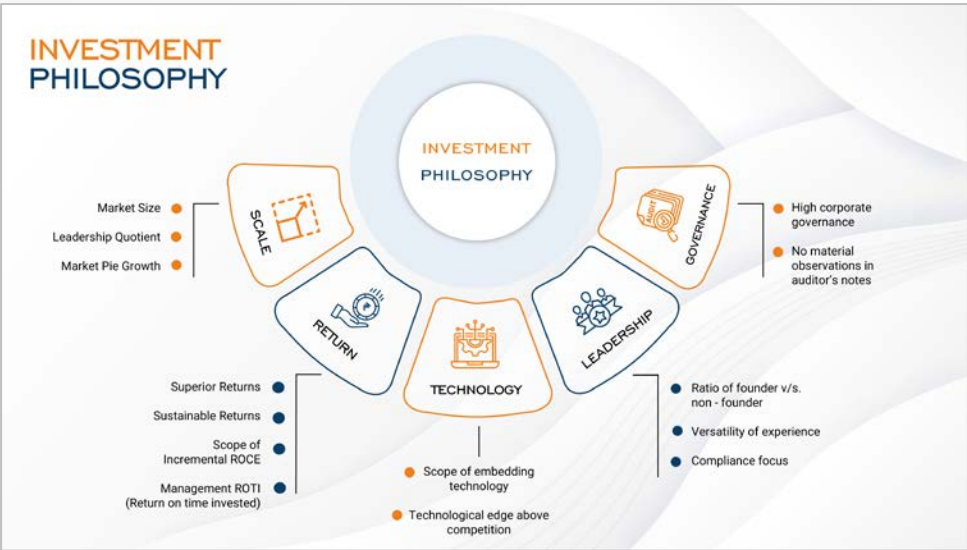 INVESTMENT
PHILOSOPHY
INVESTMENT
PHILOSOPHY
SCALE
Market Size
Leadership Quotient
Market Pie Growth
RETURN
Superior Returns
Sustainable Returns
Scope of
Incremental ROCE
Management ROTI
(Return on time invested)
TECHNOLOGY
Scope of embedding
technology
Technological edge above
competition
LEADERSHIP
Ratio of founder v/s.
non - founder
Versatility of experience
Compliance focus
AUDIT
GOVERNANCE
High corporate
governance
No material
observations in
auditor's notes